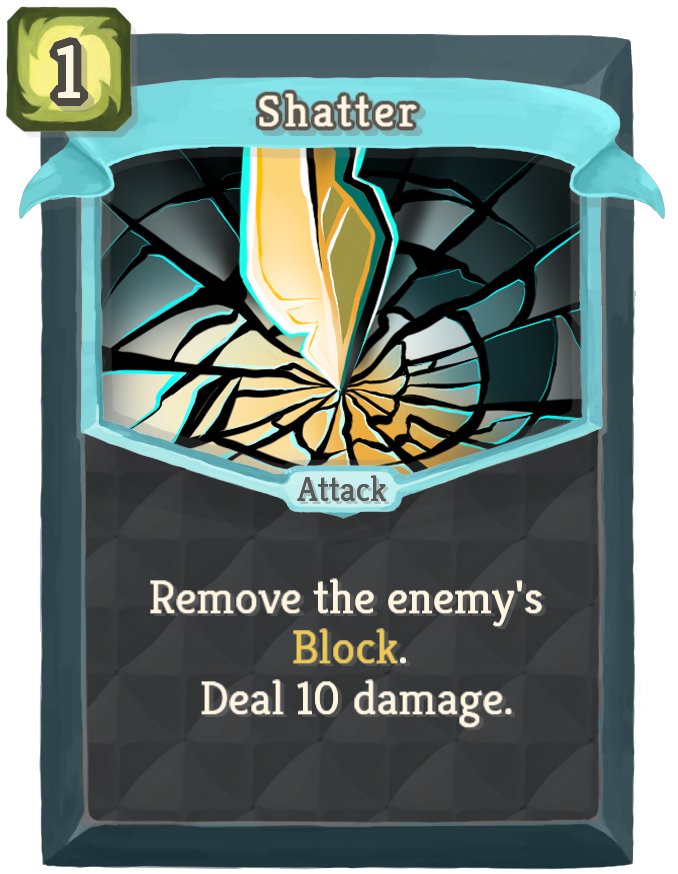 1
Shatter
Attack
Remove the enemy's
Block.
Deal 10 damage.